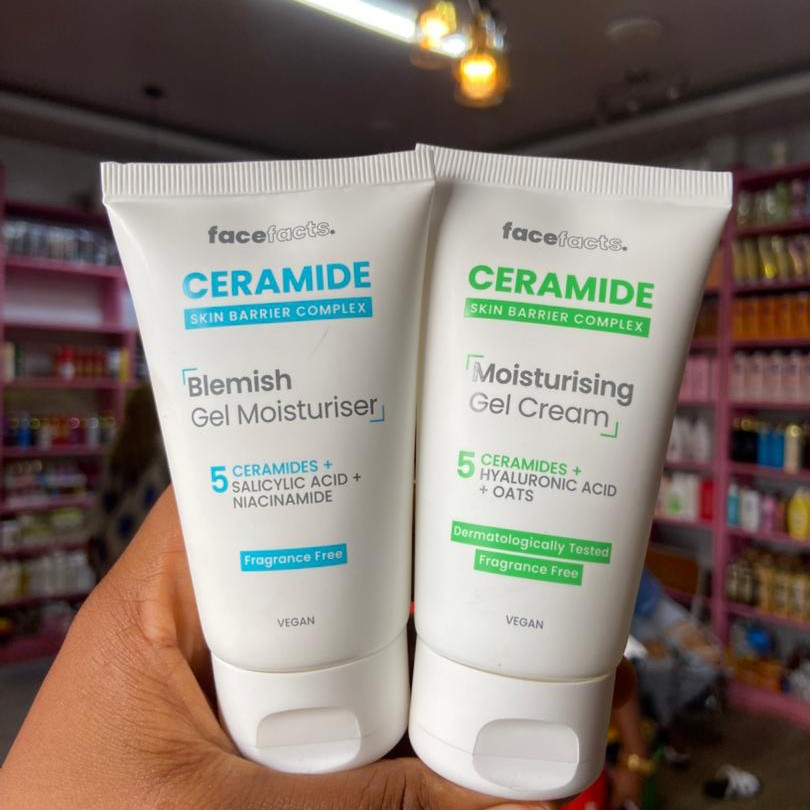 facefacts.
CERAMIDE
SKIN BARRIER COMPLEX
Blemish
Gel Moisturiser
5 CERAMIDES +
SALICYLIC ACID +
NIACINAMIDE
Fragrance Free
VEGAN
facefacts.
CERAMIDE
SKIN BARRIER COMPLEX
Moisturising
Gel Cream
5 CERAMIDES +
HYALURONIC ACID
+ OATS
Dermatologically Tested
Fragrance Free
VEGAN